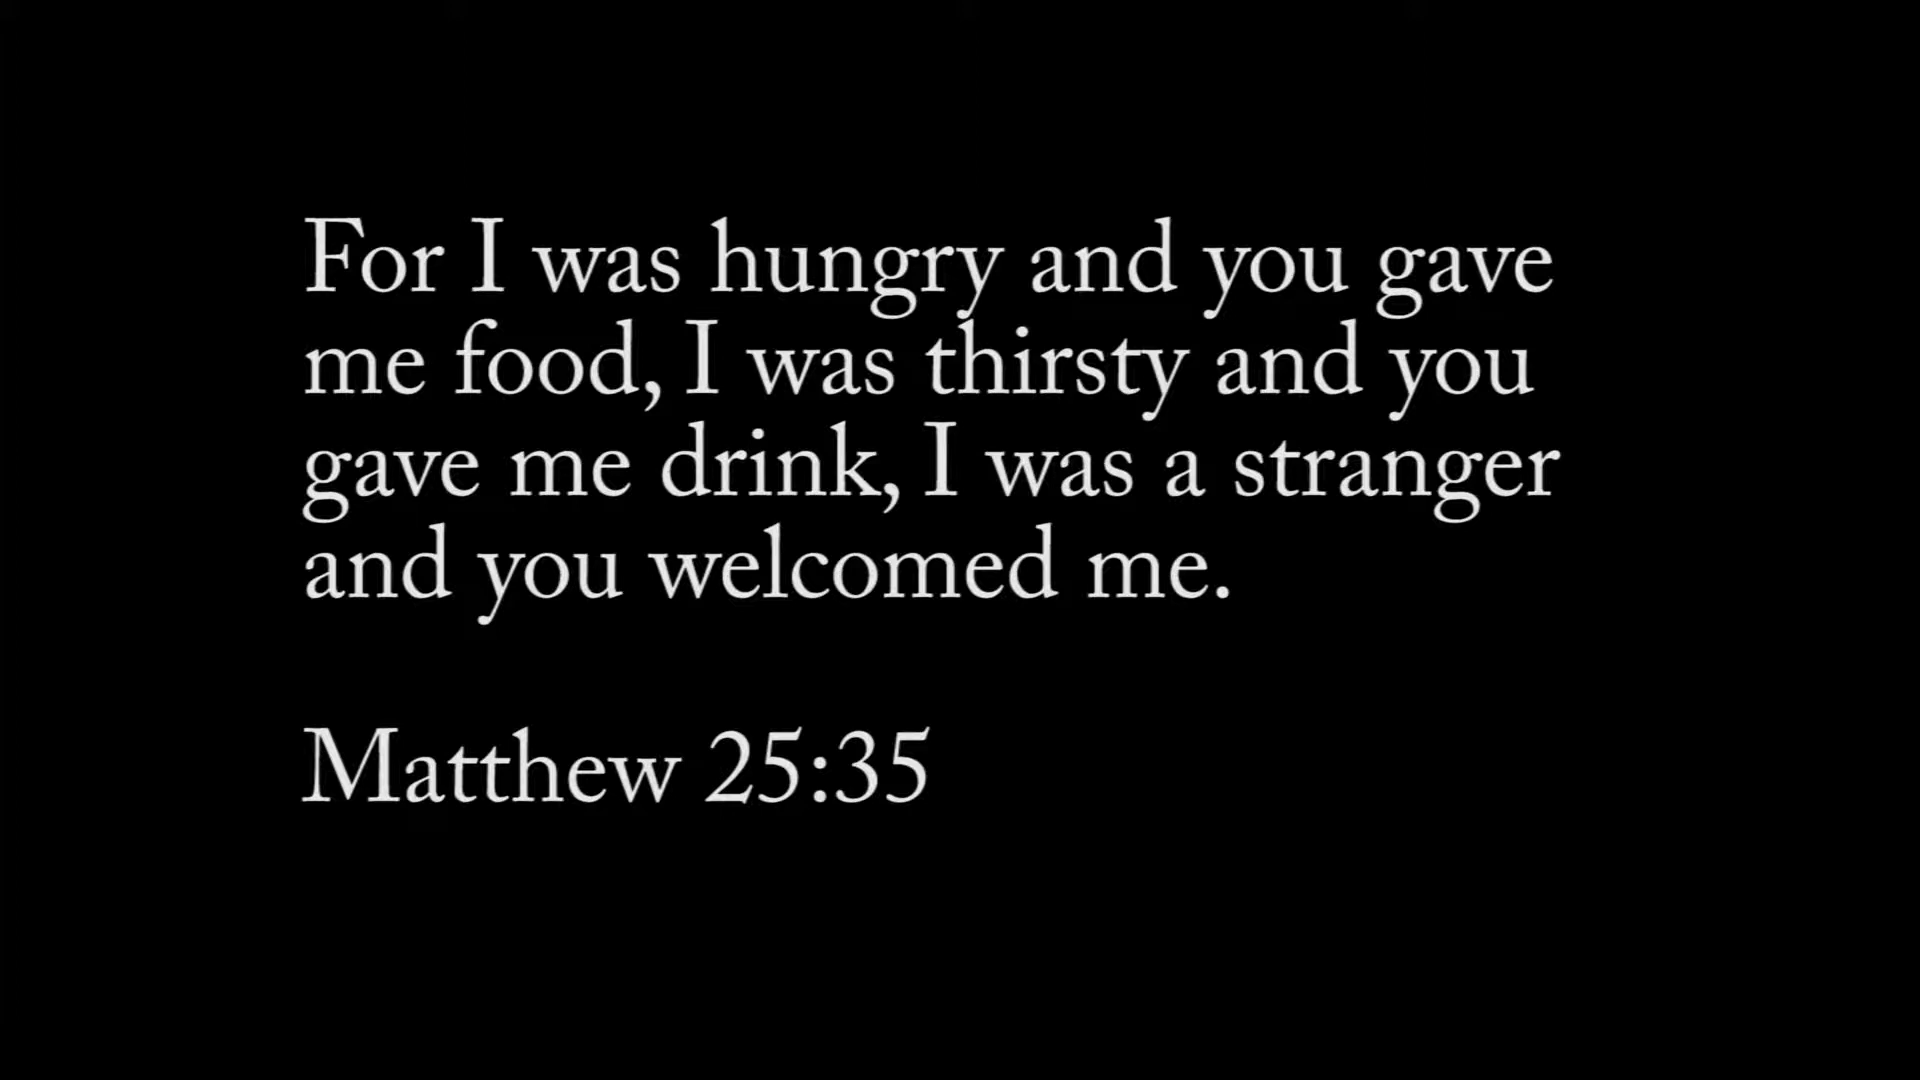 For I was hungry and you gave
me food, I was thirsty and you
gave me drink, I was a stranger
and you welcomed me.
Matthew 25:35